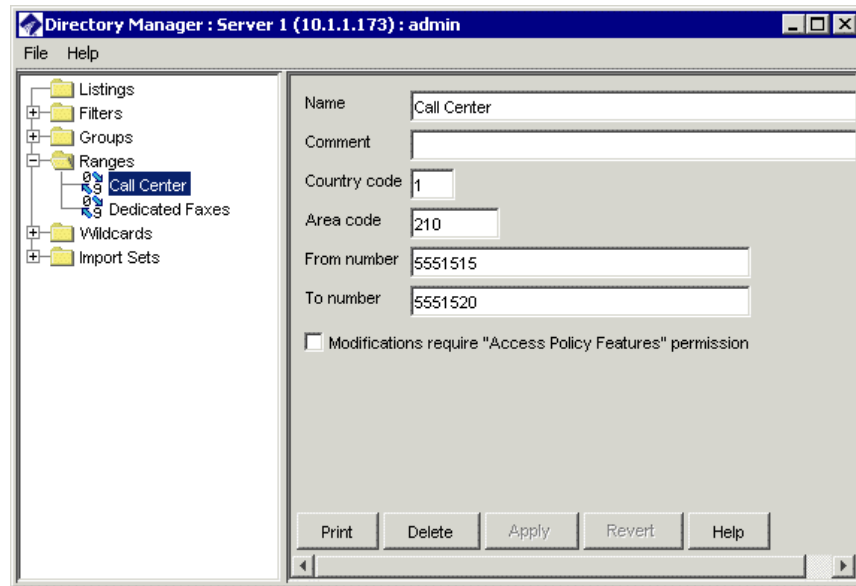 Directory Manager : Server 1 (10.1.1.173) : admin
File Help
Listings
Filters
Groups
Ranges
Call Center
Dedicated Faxes
Wildcards
Import Sets
Name Call Center
Comment
Country code 1
Area code 210
From number 5551515
To number 5551520
Modifications require "Access Policy Features" permission
Print Delete Apply Revert Help